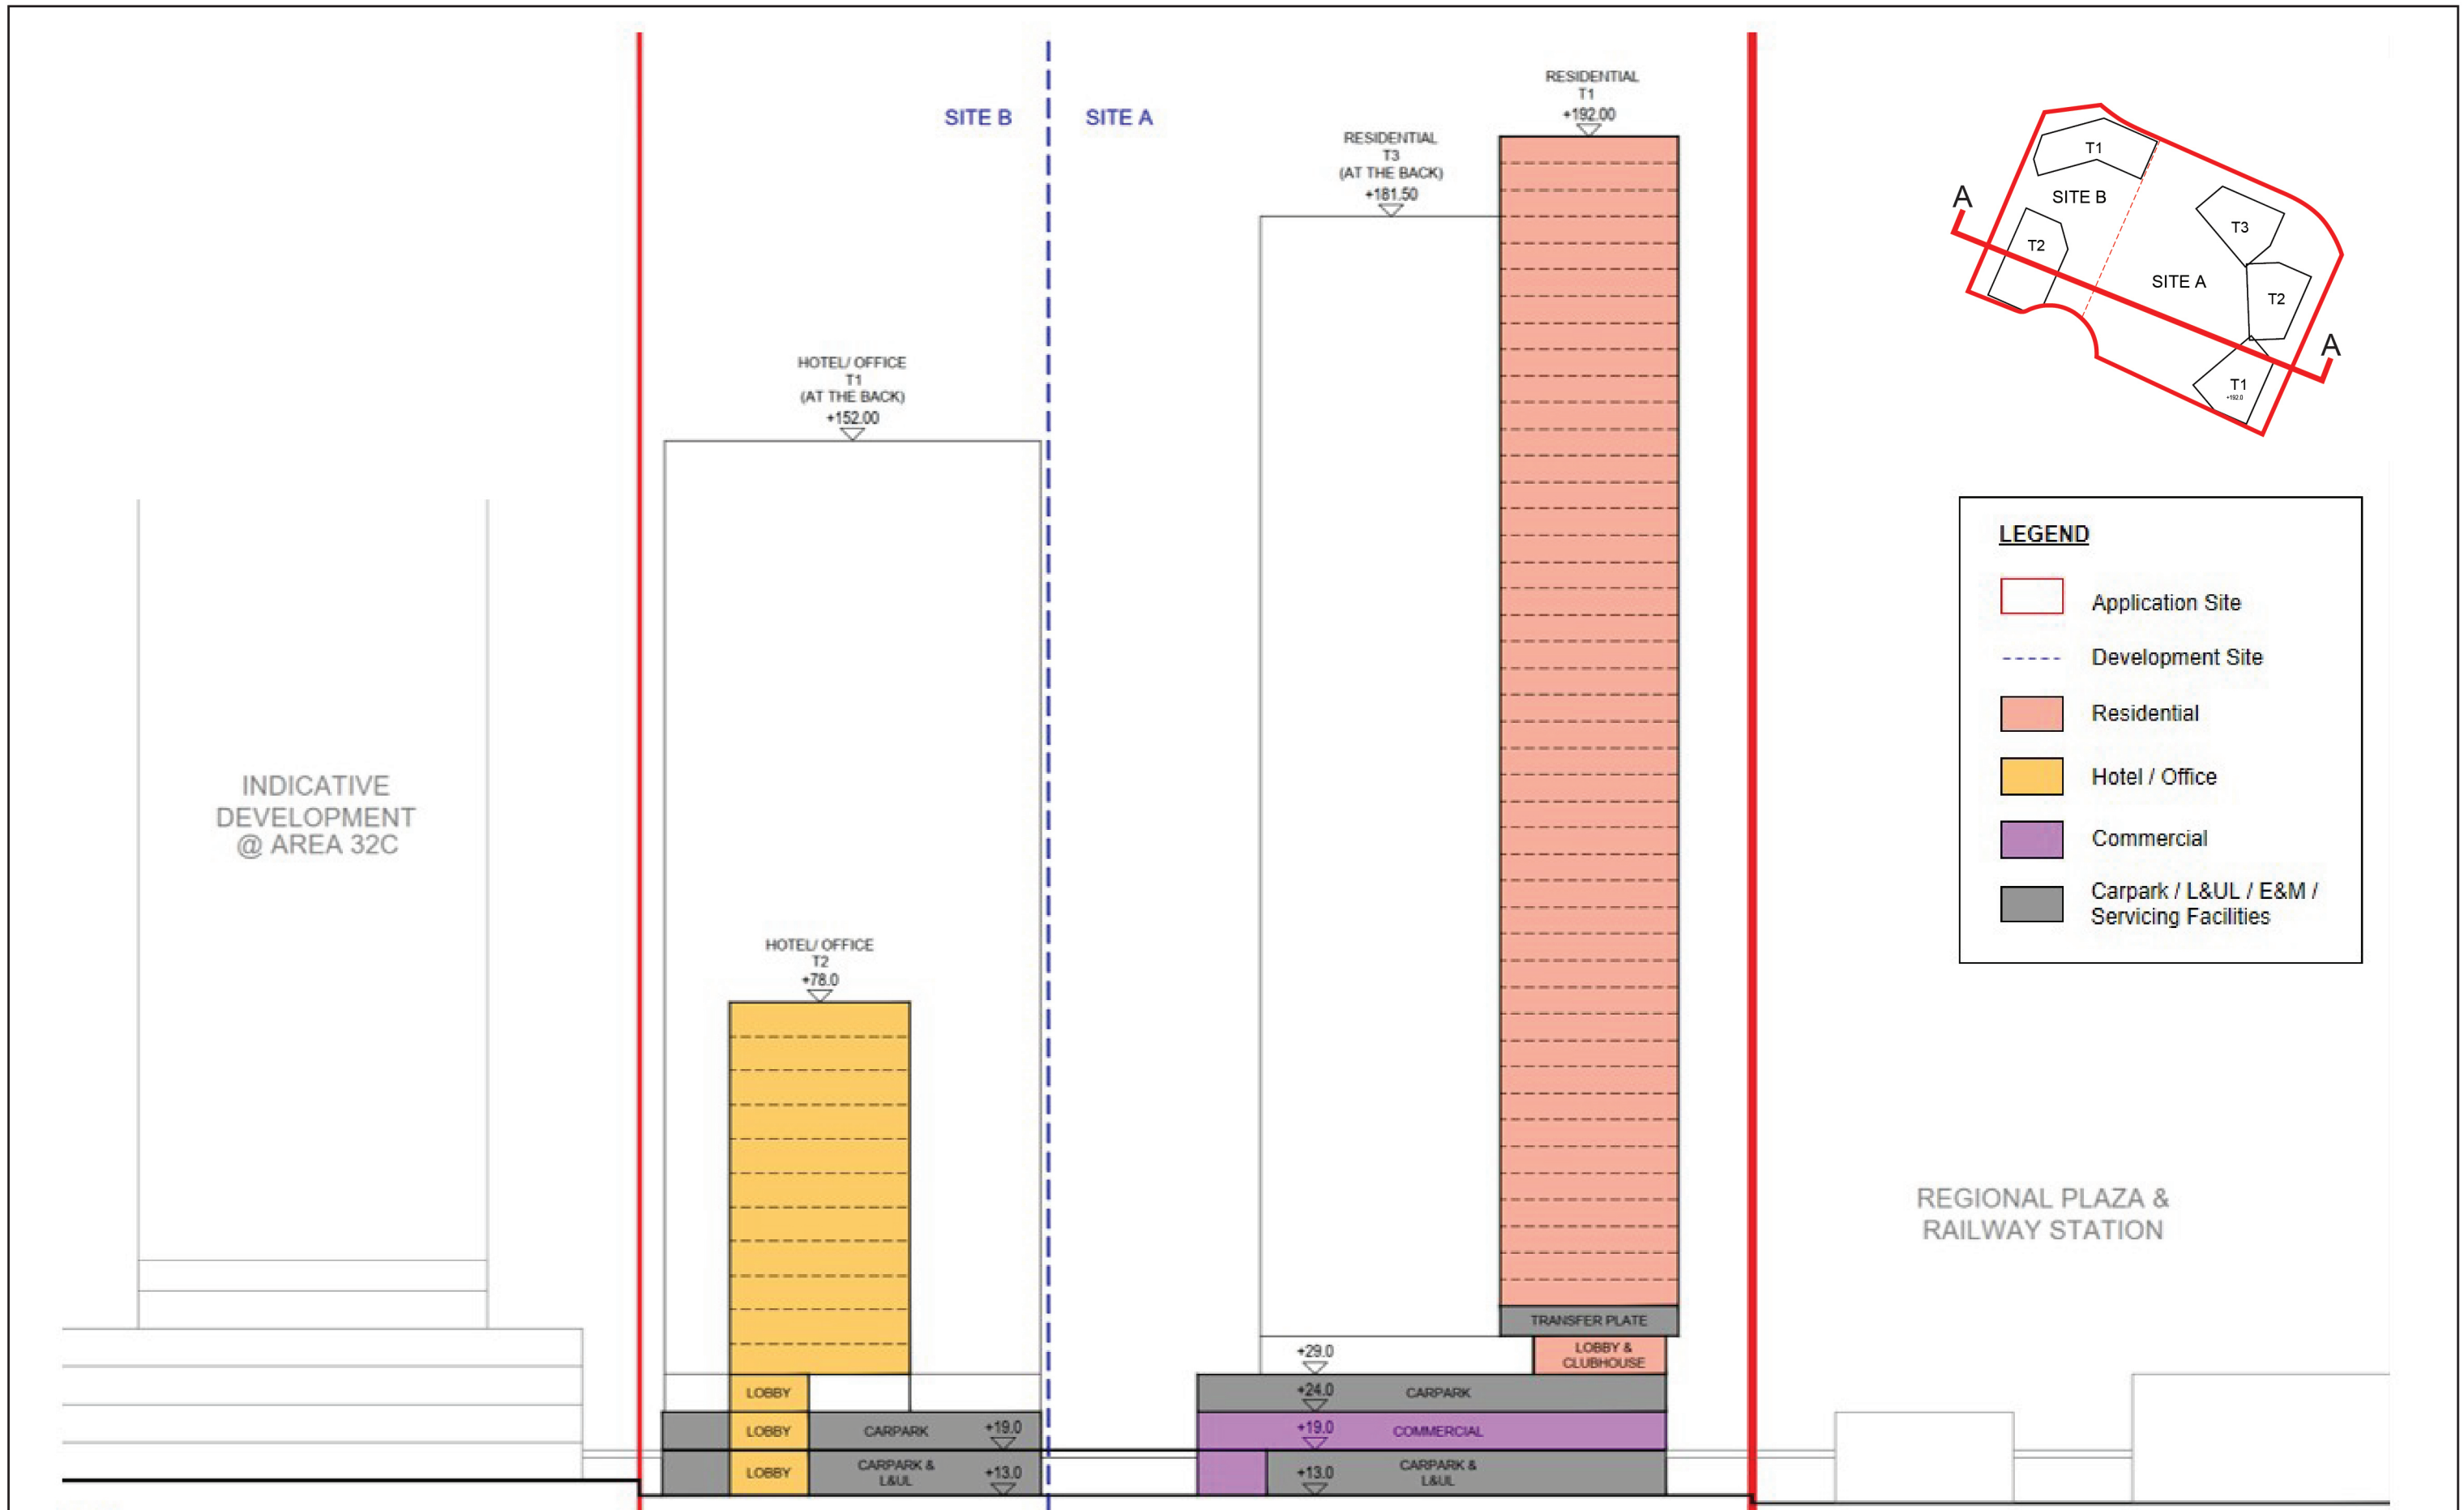 RESIDENTIAL
T1
+192.00
SITE B
SITE A
RESIDENTIAL
T3
(AT THE BACK)
+181.50
HOTEL/ OFFICE
T1
(AT THE BACK)
+152.00
INDICATIVE
DEVELOPMENT
@ AREA 32C
HOTEL/ OFFICE
T2
+78.0
TRANSFER PLATE
LOBBY &
CLUBHOUSE
+29.0
LOBBY
+24.0
CARPARK
LOBBY
CARPARK
+19.0
+19.0
COMMERCIAL
LOBBY
CARPARK &
L&UL
+13.0
+13.0
CARPARK &
L&UL
REGIONAL PLAZA &
RAILWAY STATION
T1
A
SITE B
T3
T2
SITE A
T2
A
T1
+192.0
LEGEND
Application Site
Development Site
Residential
Hotel / Office
Commercial
Carpark / L&UL / E&M /
Servicing Facilities